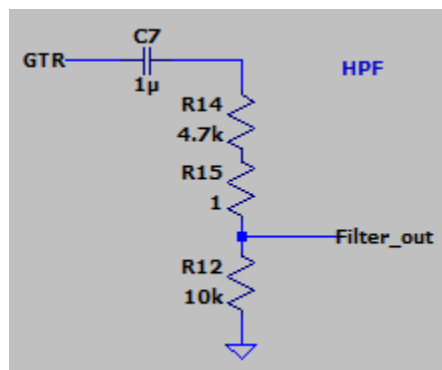 C7
GTR
HPF
1µ
R14
4.7k
R15
1
Filter_out
R12
10k